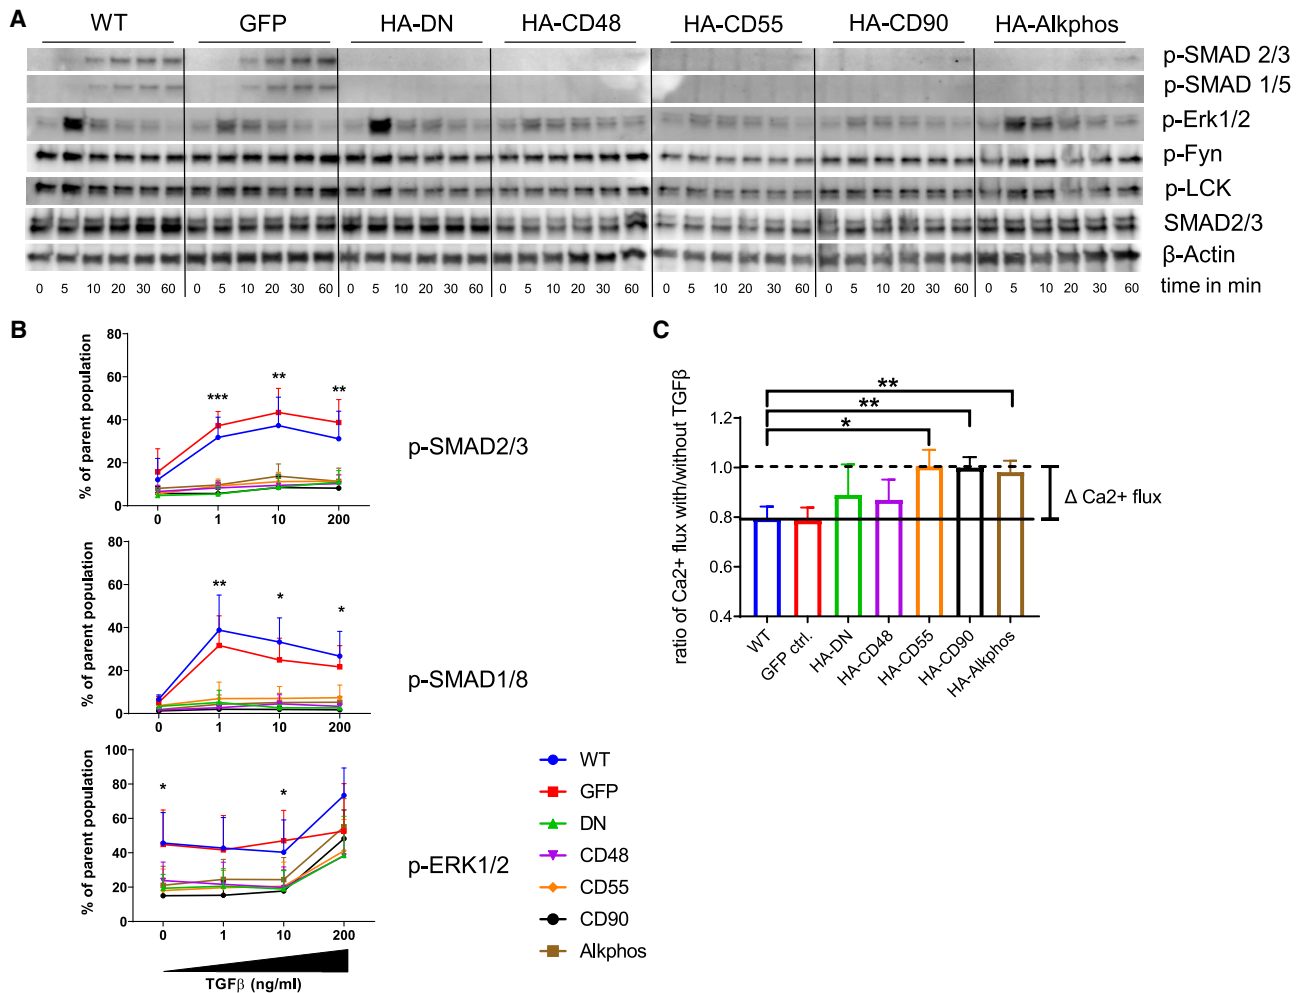 A
WT GFP HA-DN HA-CD48 HA-CD55 HA-CD90 HA-Alkphos
p-SMAD 2/3
p-SMAD 1/5
p-Erk1/2
p-Fyn
p-LCK
SMAD2/3
β-Actin
0 5 10 20 30 60 0 5 10 20 30 60 0 5 10 20 30 60 0 5 10 20 30 60 0 5 10 20 30 60 0 5 10 20 30 60 0 5 10 20 30 60 time in min
B
% of parent population
80
60
40
20
0
*** ** **
0 1 10 200
p-SMAD2/3
% of parent population
80
60
40
20
0
** * *
0 1 10 200
p-SMAD1/8
% of parent population
100
80
60
40
20
0
* *
0 1 10 200
p-ERK1/2
TGFβ (ng/ml)
WT
GFP
DN
CD48
CD55
CD90
Alkphos
C
ratio of Ca2+ flux with/without TGFβ
1.2
1.0
0.8
0.6
0.4
**
**
*
Δ Ca2+ flux
WT
GFP ctrl.
HA-DN
HA-CD48
HA-CD55
HA-CD90
HA-Alkphos